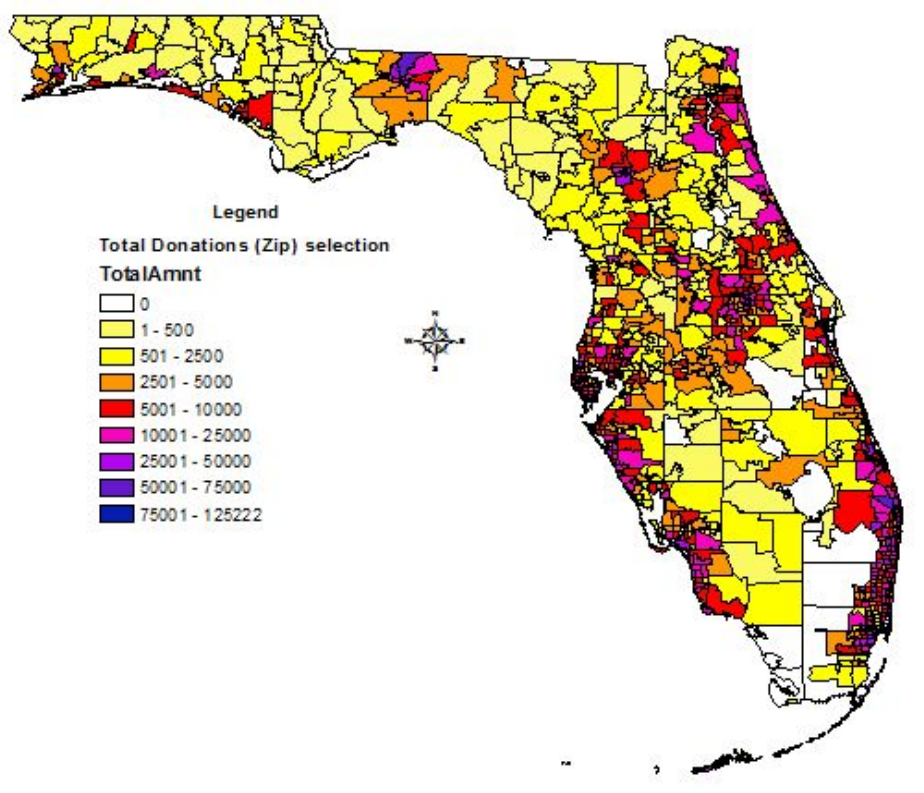 Legend
Total Donations (Zip) selection
TotalAmnt
0
1 - 500
501 - 2500
2501 - 5000
5001 - 10000
10001 - 25000
25001 - 50000
50001 - 75000
75001 - 125222
N
W E
S